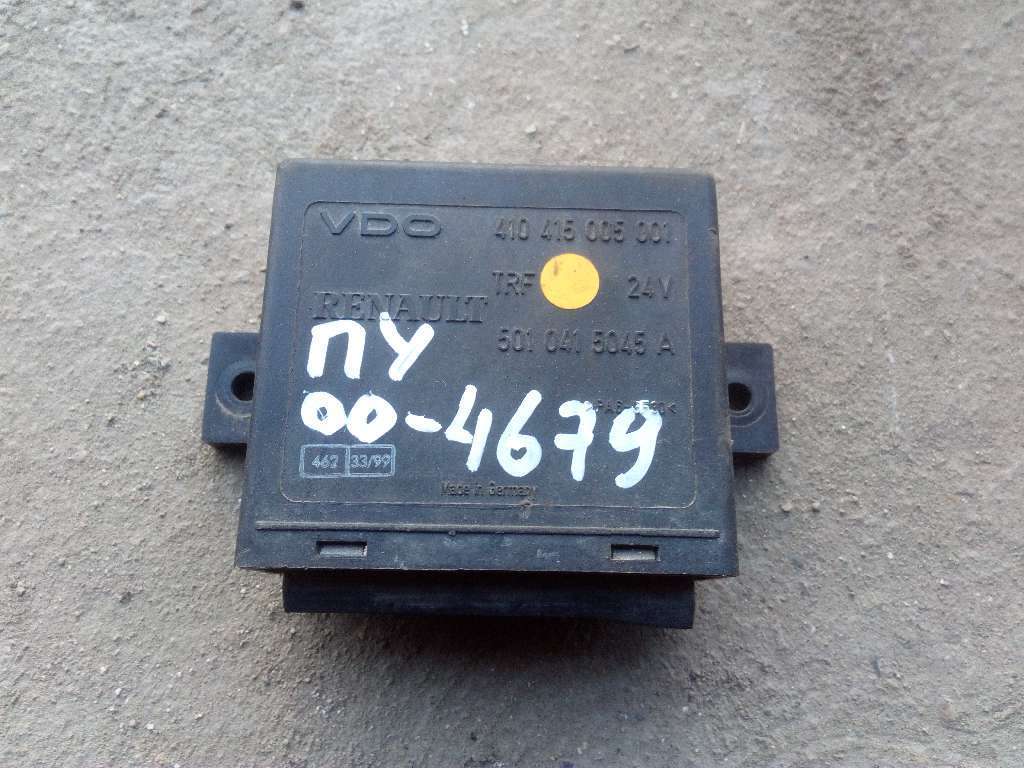 VDO 410 415 005 001
TRF 24V
RENAULT
501 041 5045 A
ПУ
00-4679
462 33/99
Made in Germany